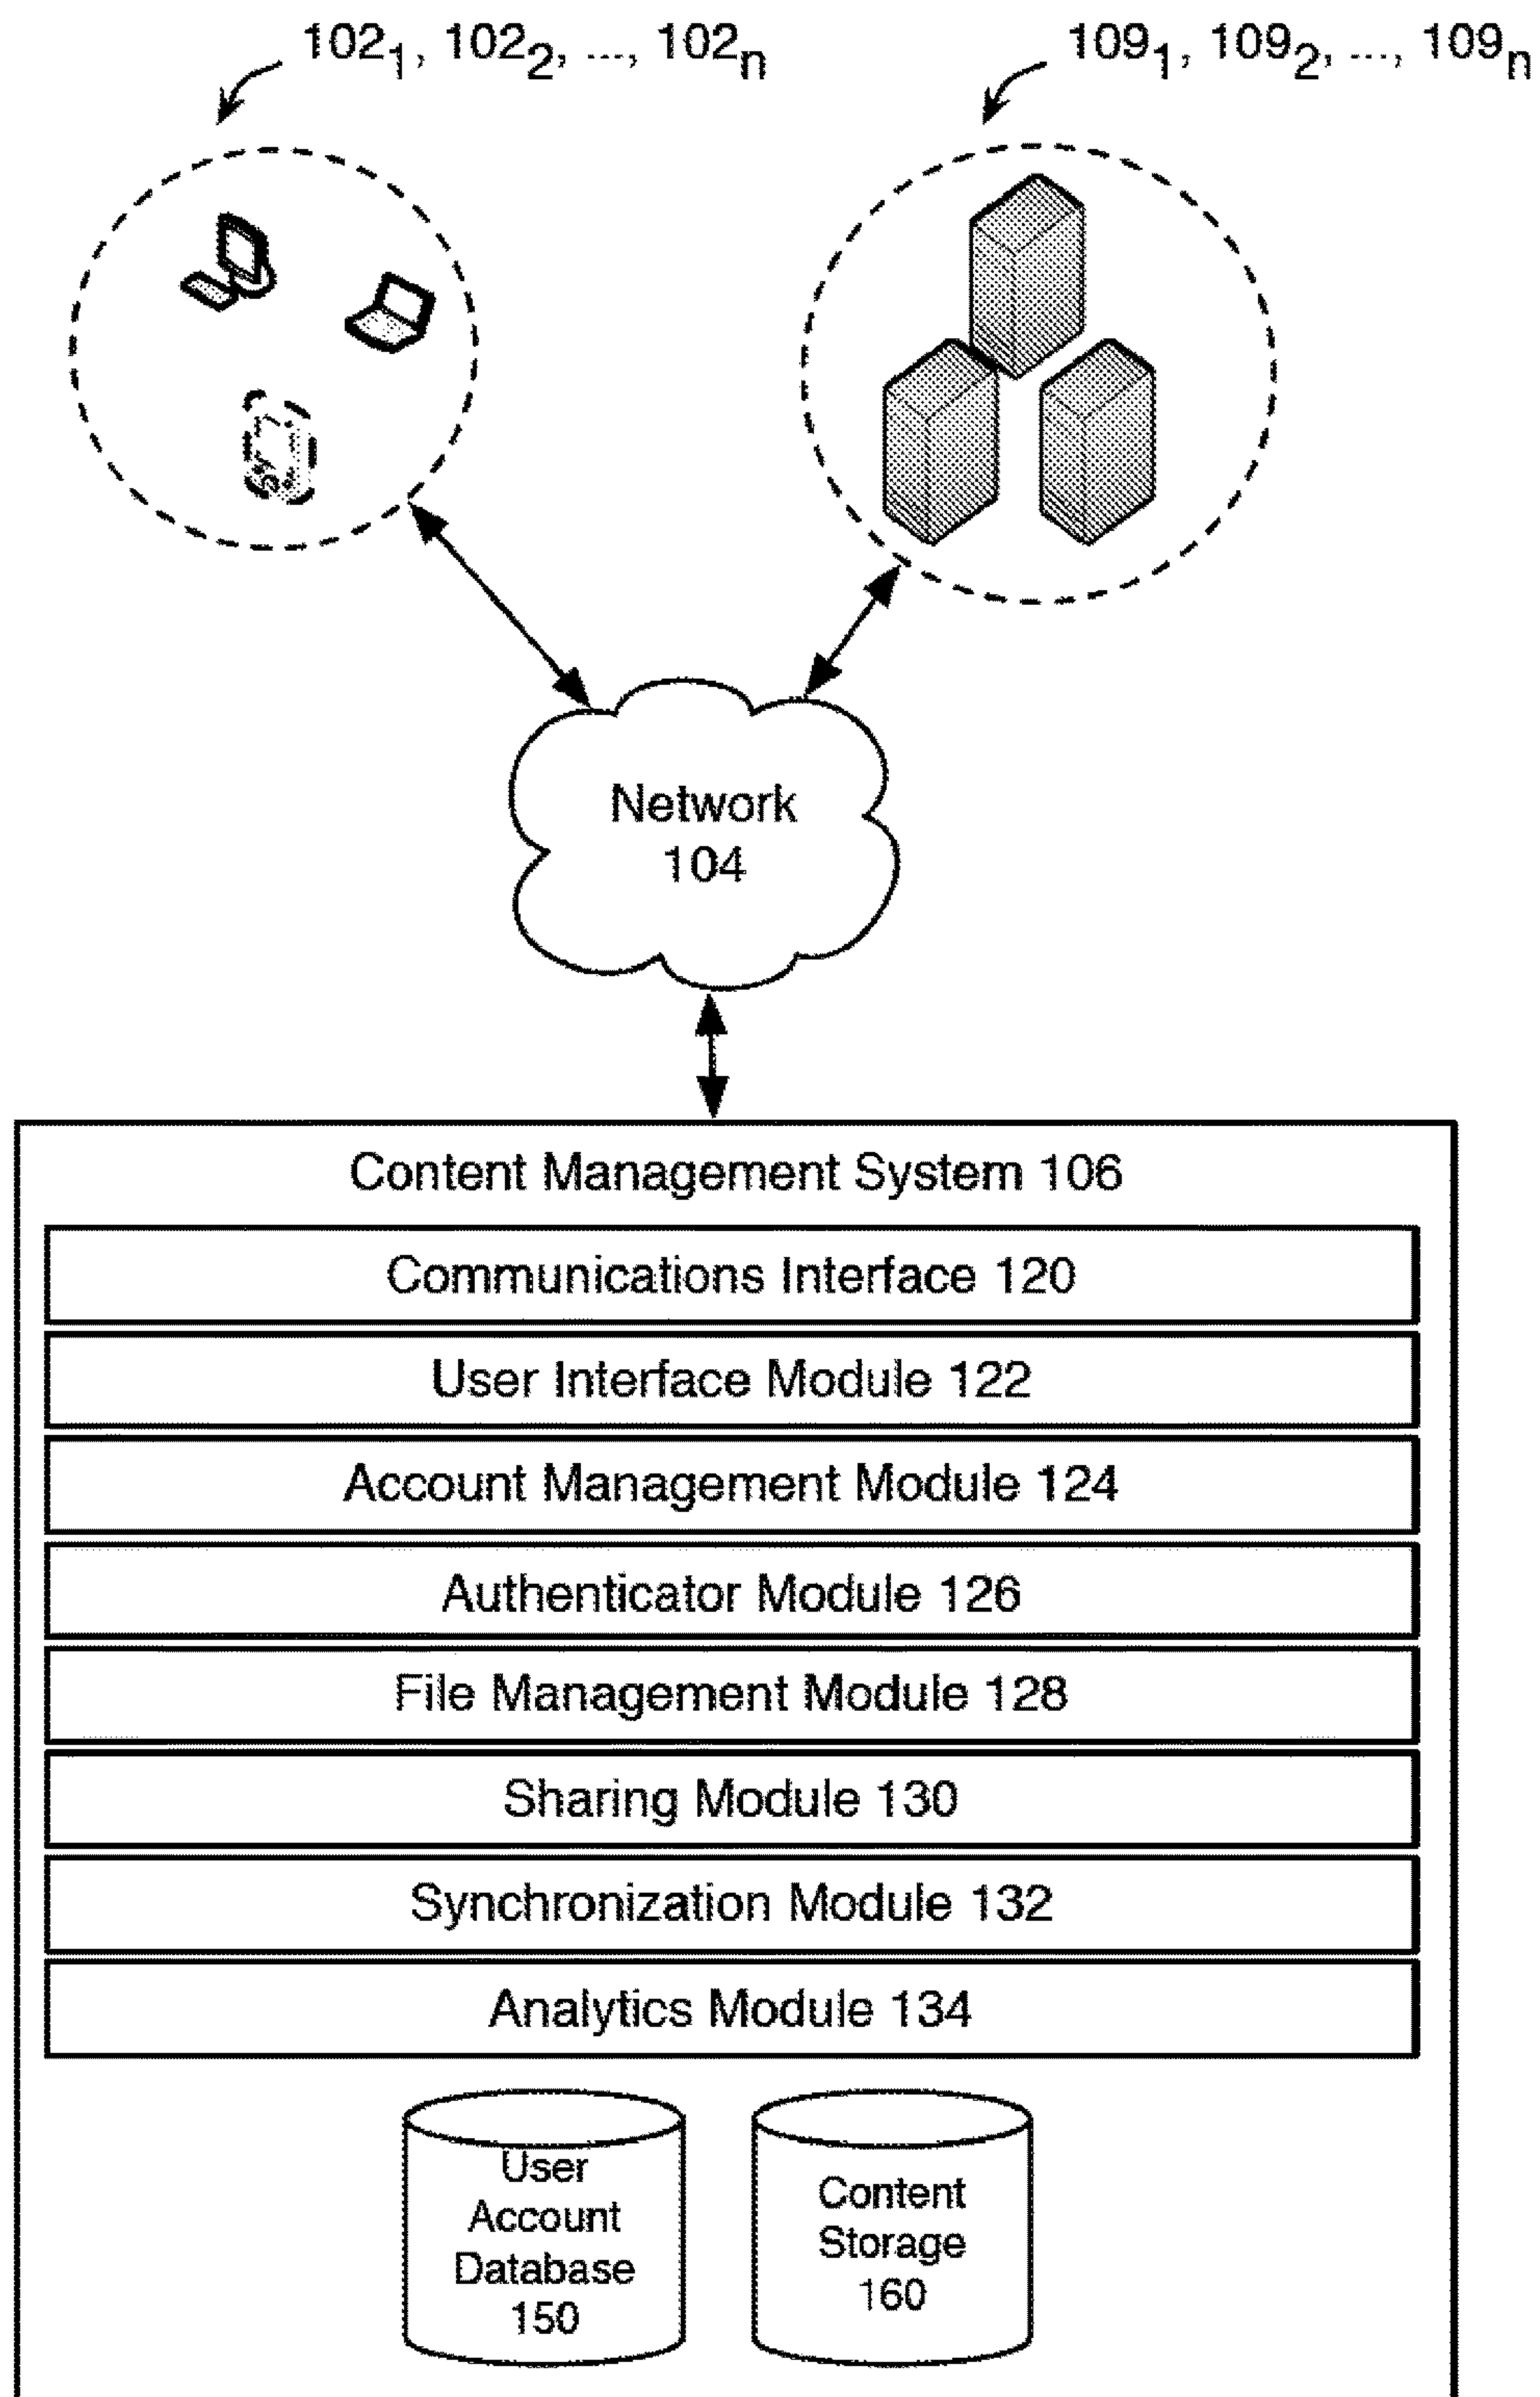 102₁, 102₂, ..., 102ₙ
109₁, 109₂, ..., 109ₙ
Network
104
Content Management System 106
Communications Interface 120
User Interface Module 122
Account Management Module 124
Authenticator Module 126
File Management Module 128
Sharing Module 130
Synchronization Module 132
Analytics Module 134
User
Account
Database
150
Content
Storage
160